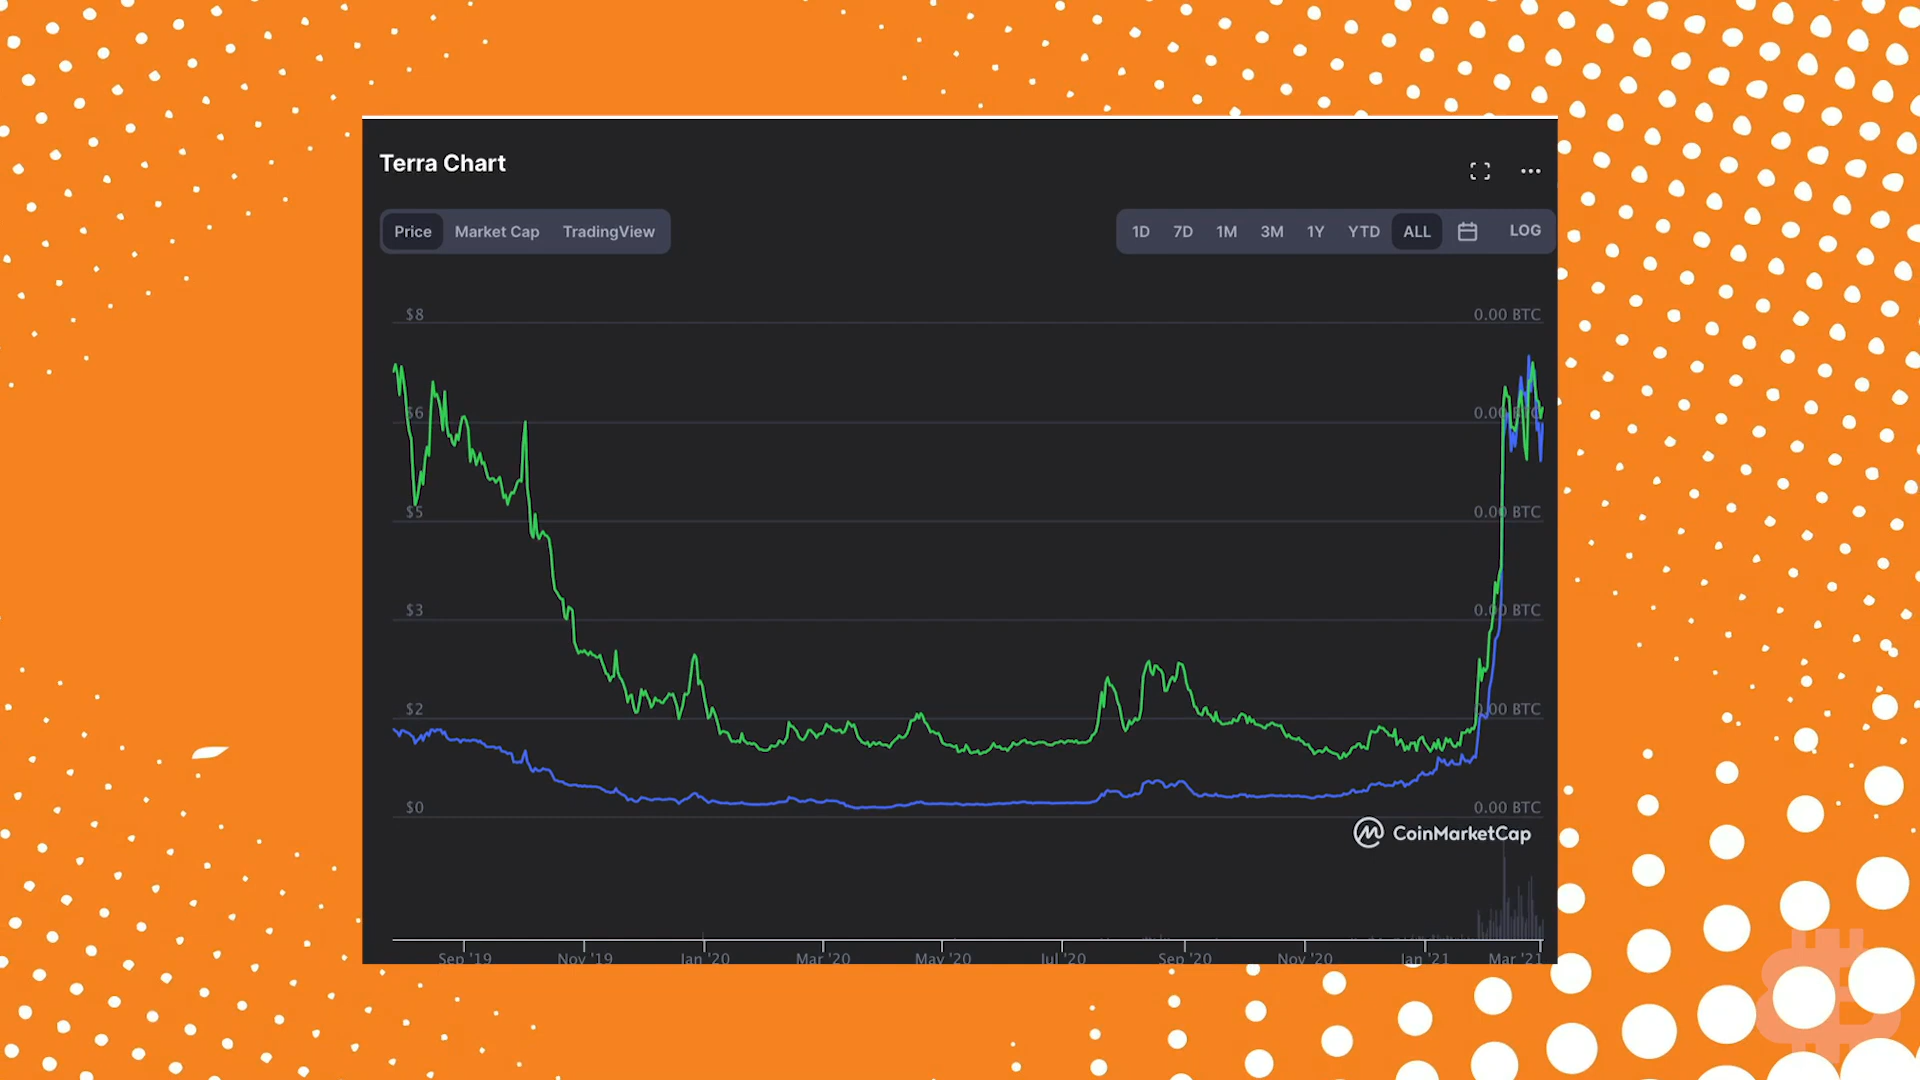 Terra Chart
Price Market Cap TradingView
1D 7D 1M 3M 1Y YTD ALL LOG
$8 0.00 BTC
$6 0.00 BTC
$5 0.00 BTC
$3 0.00 BTC
$2 0.00 BTC
$0 0.00 BTC
CoinMarketCap
Sep '19 Nov '19 Jan '20 Mar '20 May '20 Jul '20 Sep '20 Nov '20 Jan '21 Mar '21